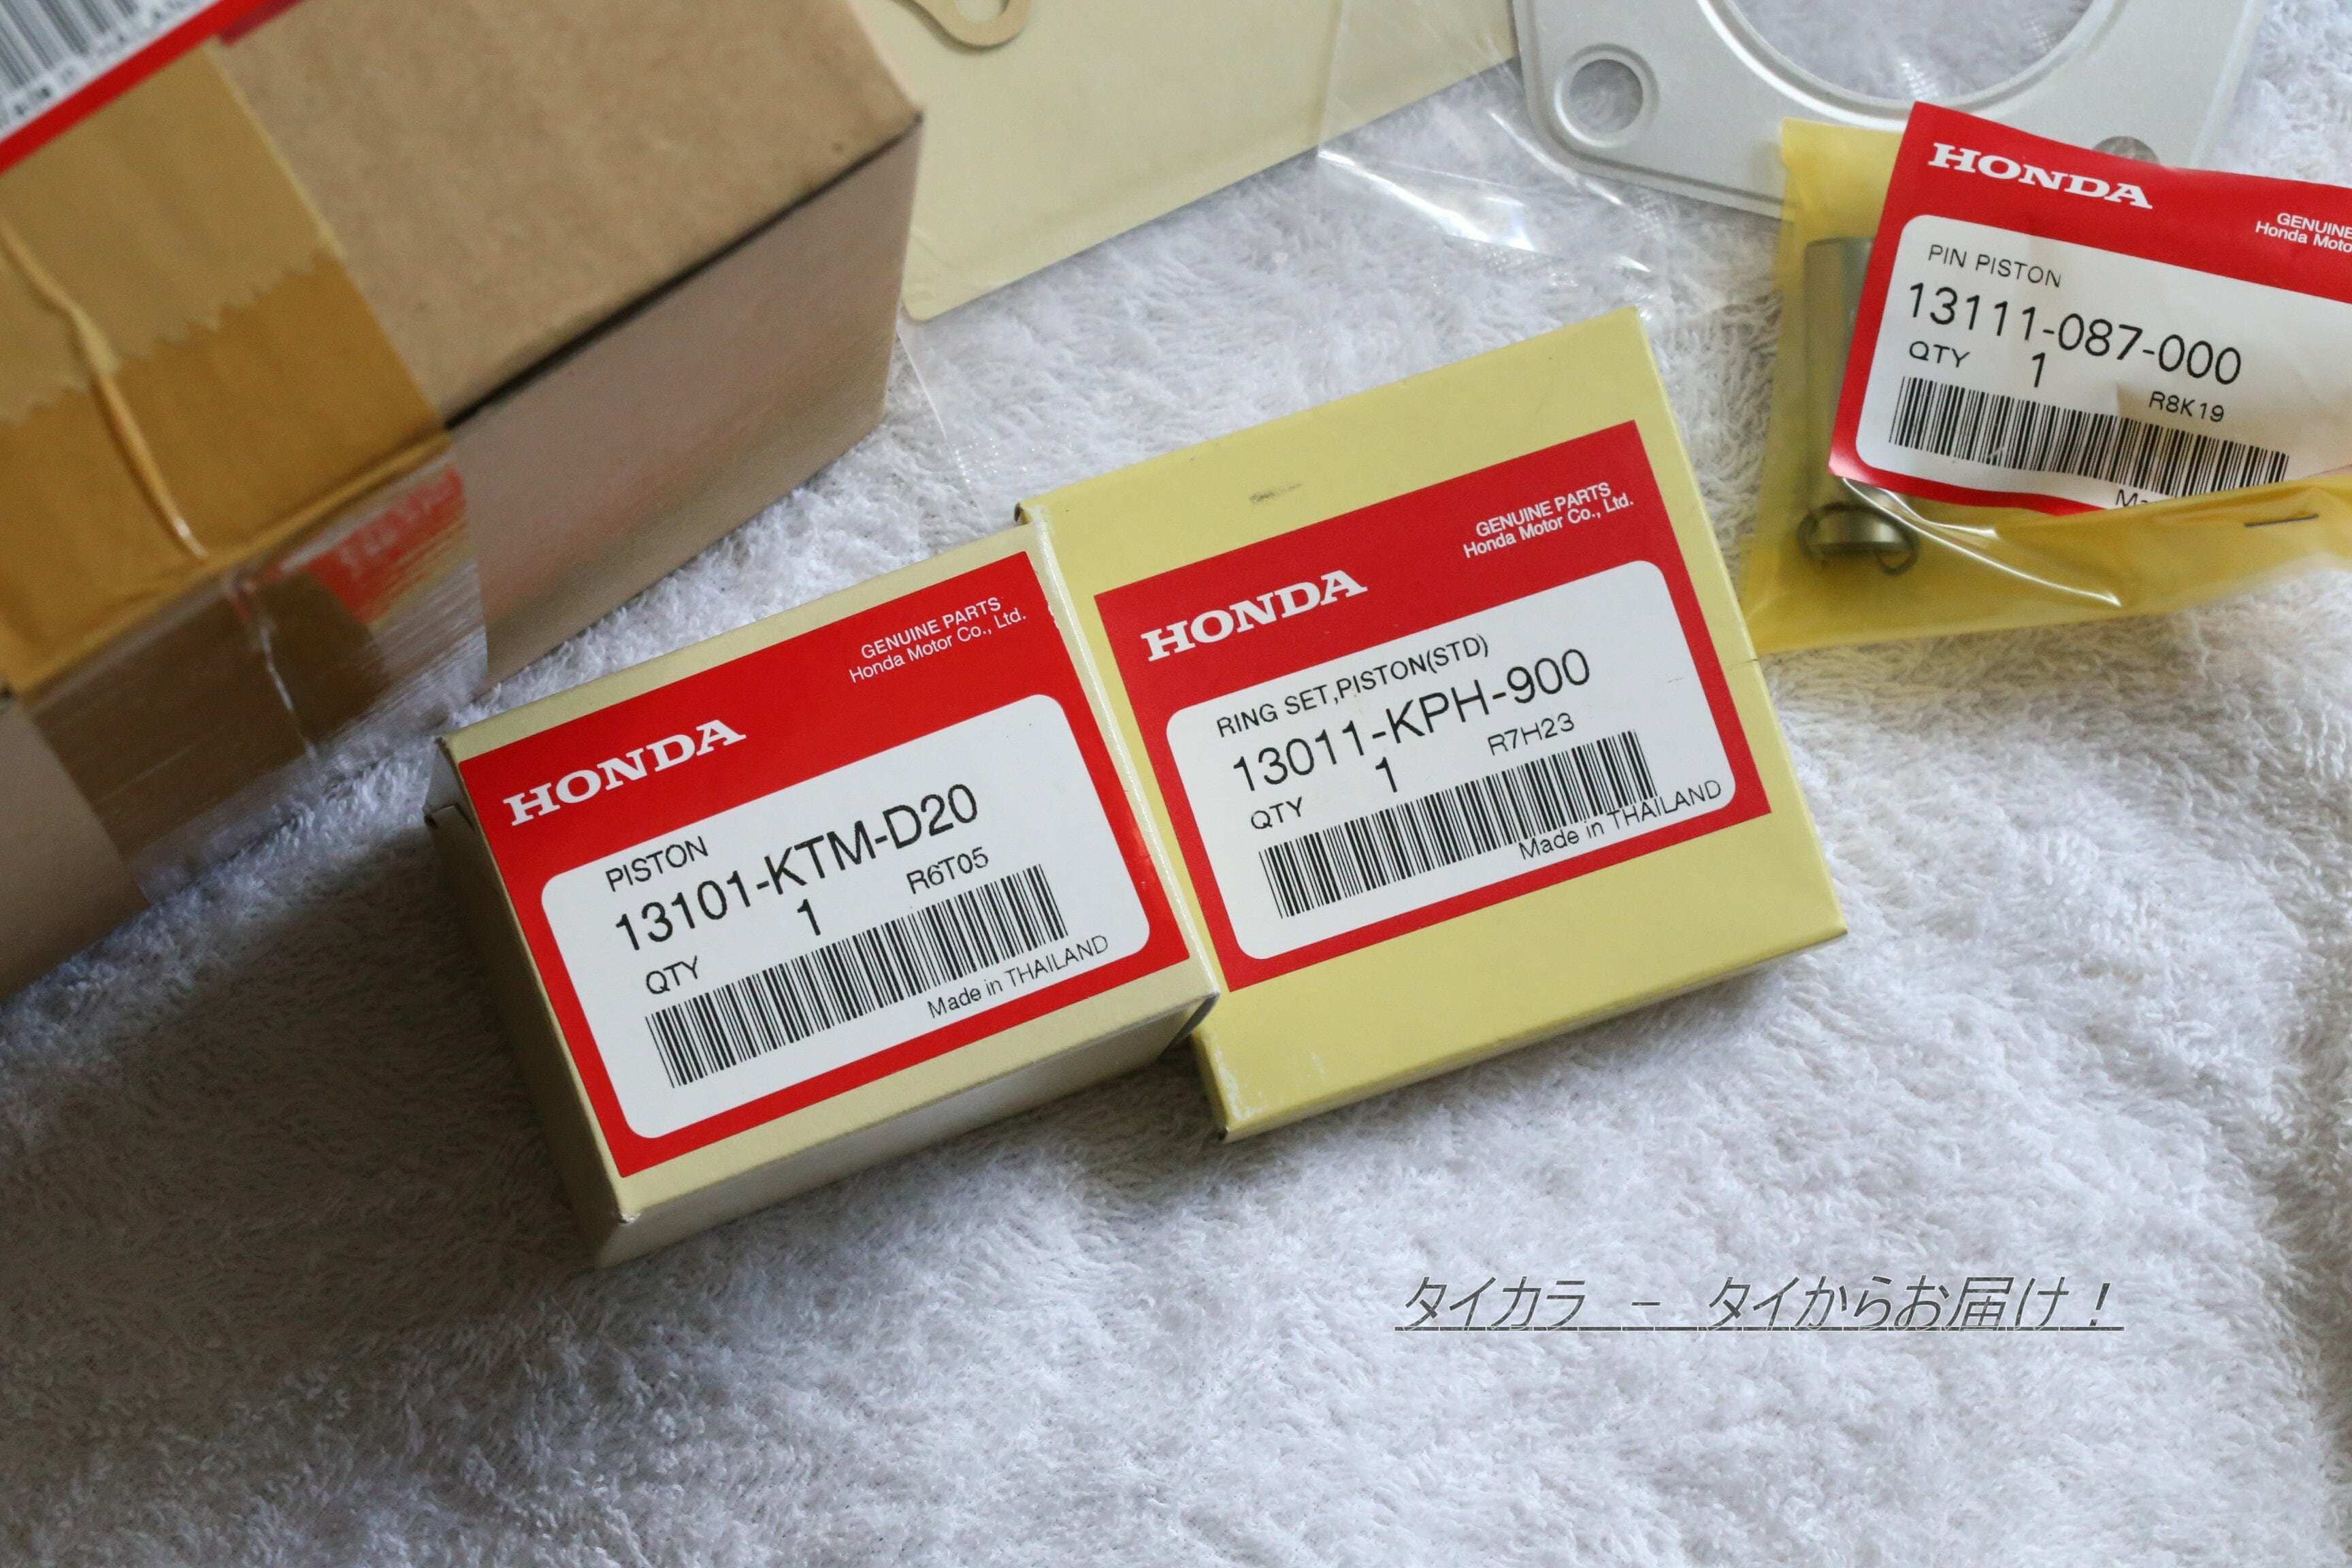 HONDA
GENUINE PARTS
Honda Motor Co., Ltd.
PISTON
13101-KTM-D20
R6T05
QTY 1
Made in THAILAND
HONDA
GENUINE PARTS
Honda Motor Co., Ltd.
RING SET,PISTON(STD)
13011-KPH-900
R7H23
QTY 1
Made in THAILAND
HONDA
GENUINE
Honda
PIN PISTON
13111-087-000
QTY 1
R8K19
タイカラ － タイからお届け！